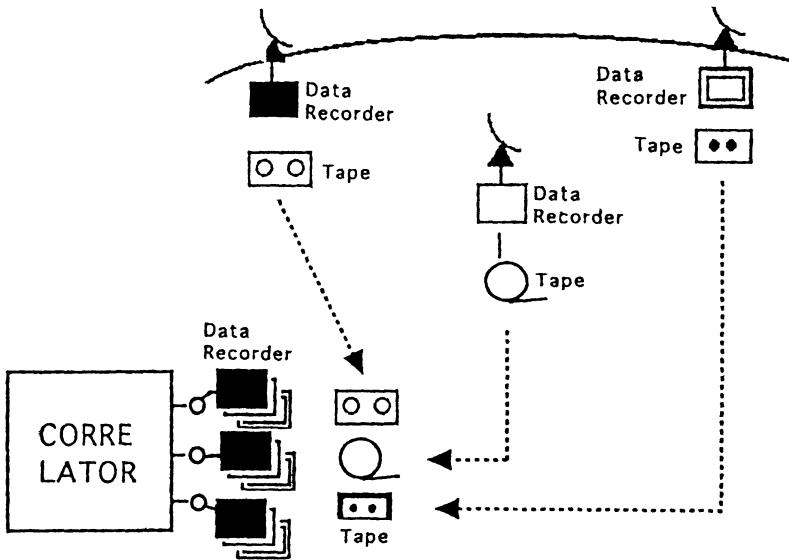 Data
Recorder
Tape
Data
Recorder
Tape
Data
Recorder
Tape
Data
Recorder
CORRE
LATOR
Tape